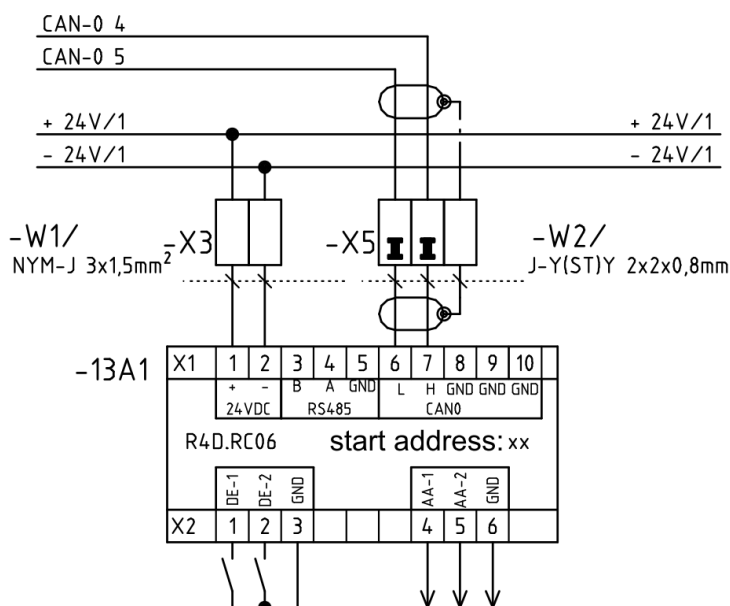 CAN-0 4
CAN-0 5
+ 24V/1 + 24V/1
- 24V/1 - 24V/1
-W1/ -X3 -X5 -W2/
NYM-J 3x1,5mm² J-Y(ST)Y 2x2x0,8mm
-13A1 X1 1 2 3 4 5 6 7 8 9 10
+ - B A GND L H GND GND GND
24VDC RS485 CAN0
R4D.RC06 start address: xx
DE-1 DE-2 GND AA-1 AA-2 GND
X2 1 2 3 4 5 6